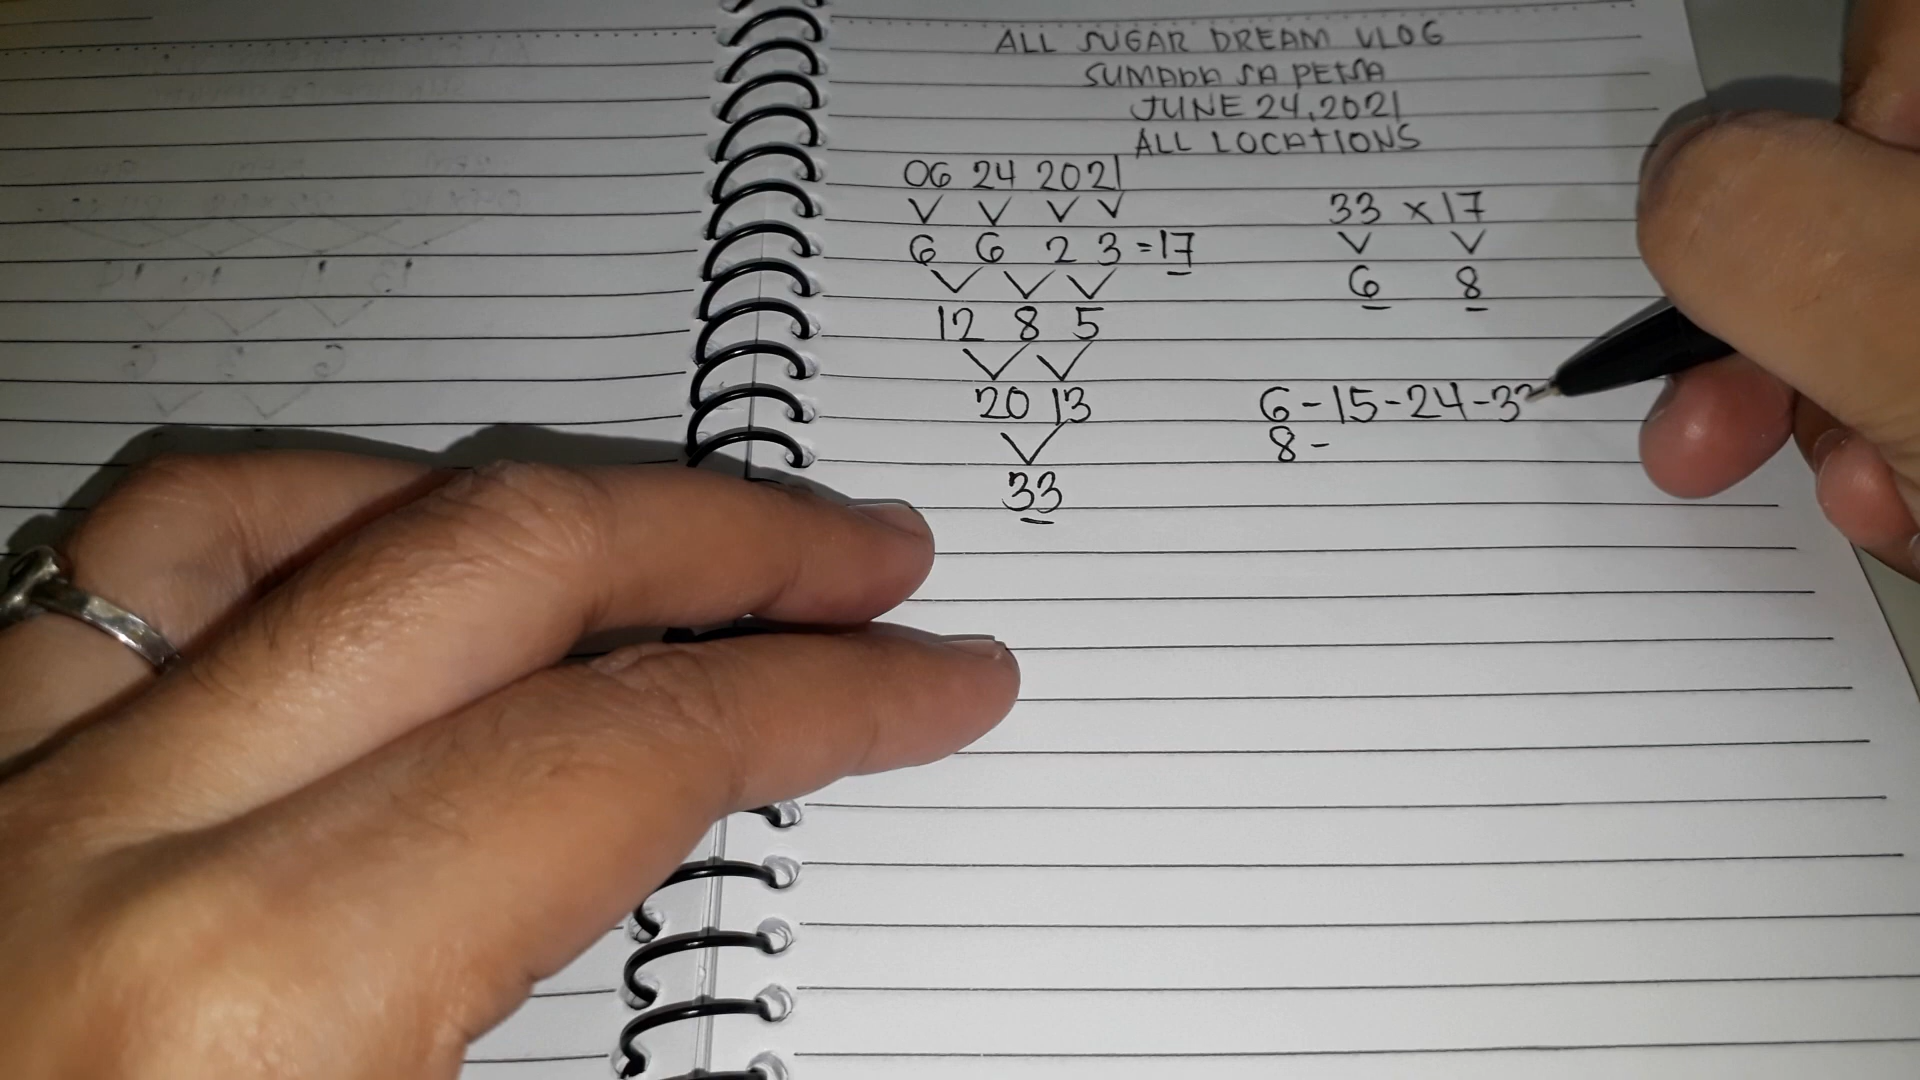 ALL SUGAR DREAM VLOG
SUMADA SA PETSA
JUNE 24, 2021
ALL LOCATIONS
06 24 2021
6 6 2 3 = 17
12 8 5
20 13
33
33 x 17
6 8
6 - 15 - 24 - 33
8 -